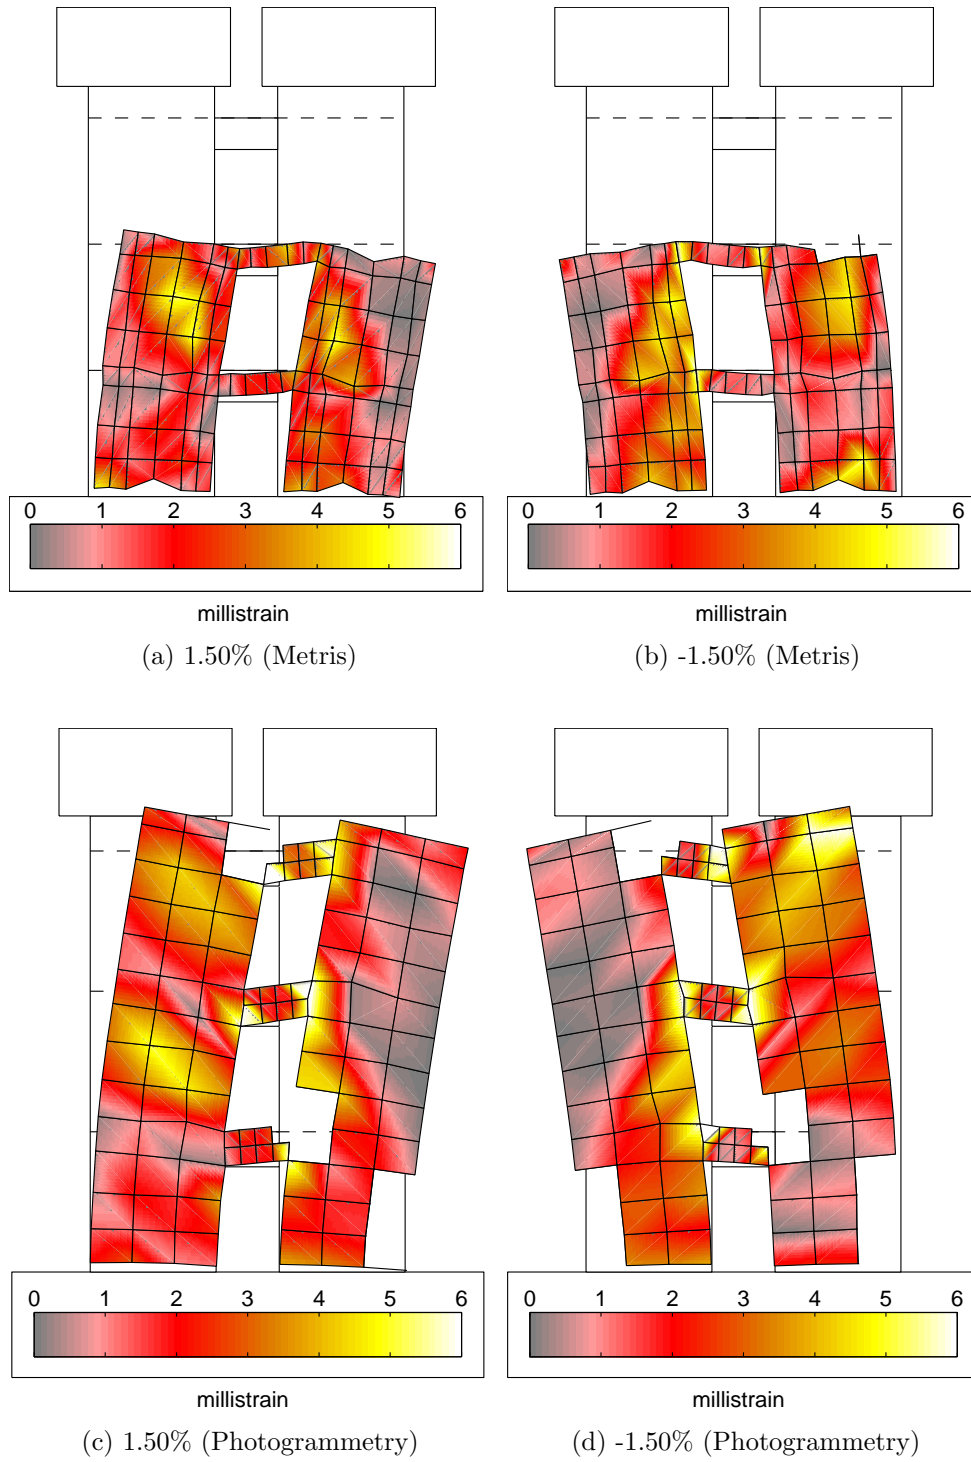 0 1 2 3 4 5 6
0 1 2 3 4 5 6
millistrain
millistrain
(a) 1.50% (Metris)
(b) -1.50% (Metris)
0 1 2 3 4 5 6
0 1 2 3 4 5 6
millistrain
millistrain
(c) 1.50% (Photogrammetry)
(d) -1.50% (Photogrammetry)